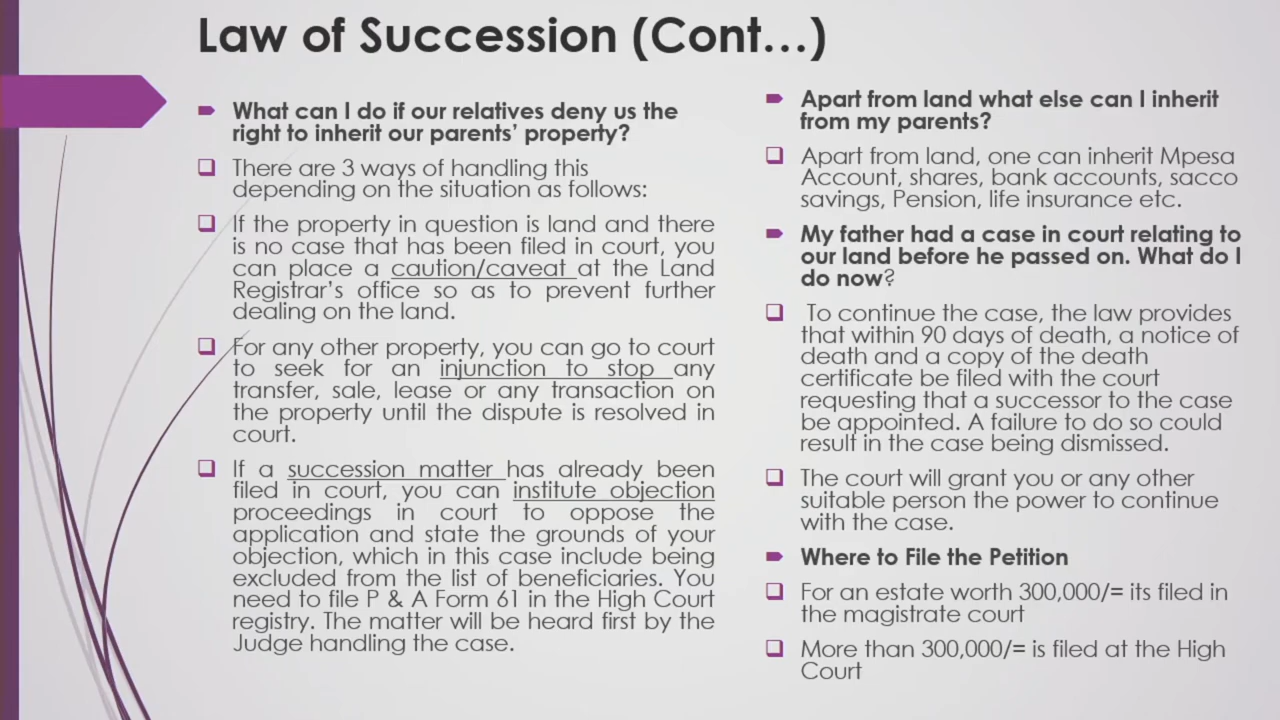 Law of Succession (Cont...)
What can I do if our relatives deny us the
right to inherit our parents' property?
There are 3 ways of handling this
depending on the situation as follows:
If the property in question is land and there
is no case that has been filed in court, you
can place a caution/caveat at the Land
Registrar's office so as to prevent further
dealing on the land.
For any other property, you can go to court
to seek for an injunction to stop any
transfer, sale, lease or any transaction on
the property until the dispute is resolved in
court.
If a succession matter has already been
filed in court, you can institute objection
proceedings in court to oppose the
application and state the grounds of your
objection, which in this case include being
excluded from the list of beneficiaries. You
need to file P & A Form 61 in the High Court
registry. The matter will be heard first by the
Judge handling the case.
Apart from land what else can I inherit
from my parents?
Apart from land, one can inherit Mpesa
Account, shares, bank accounts, sacco
savings, Pension, life insurance etc.
My father had a case in court relating to
our land before he passed on. What do I
do now?
To continue the case, the law provides
that within 90 days of death, a notice of
death and a copy of the death
certificate be filed with the court
requesting that a successor to the case
be appointed. A failure to do so could
result in the case being dismissed.
The court will grant you or any other
suitable person the power to continue
with the case.
Where to File the Petition
For an estate worth 300,000/= its filed in
the magistrate court
More than 300,000/= is filed at the High
Court